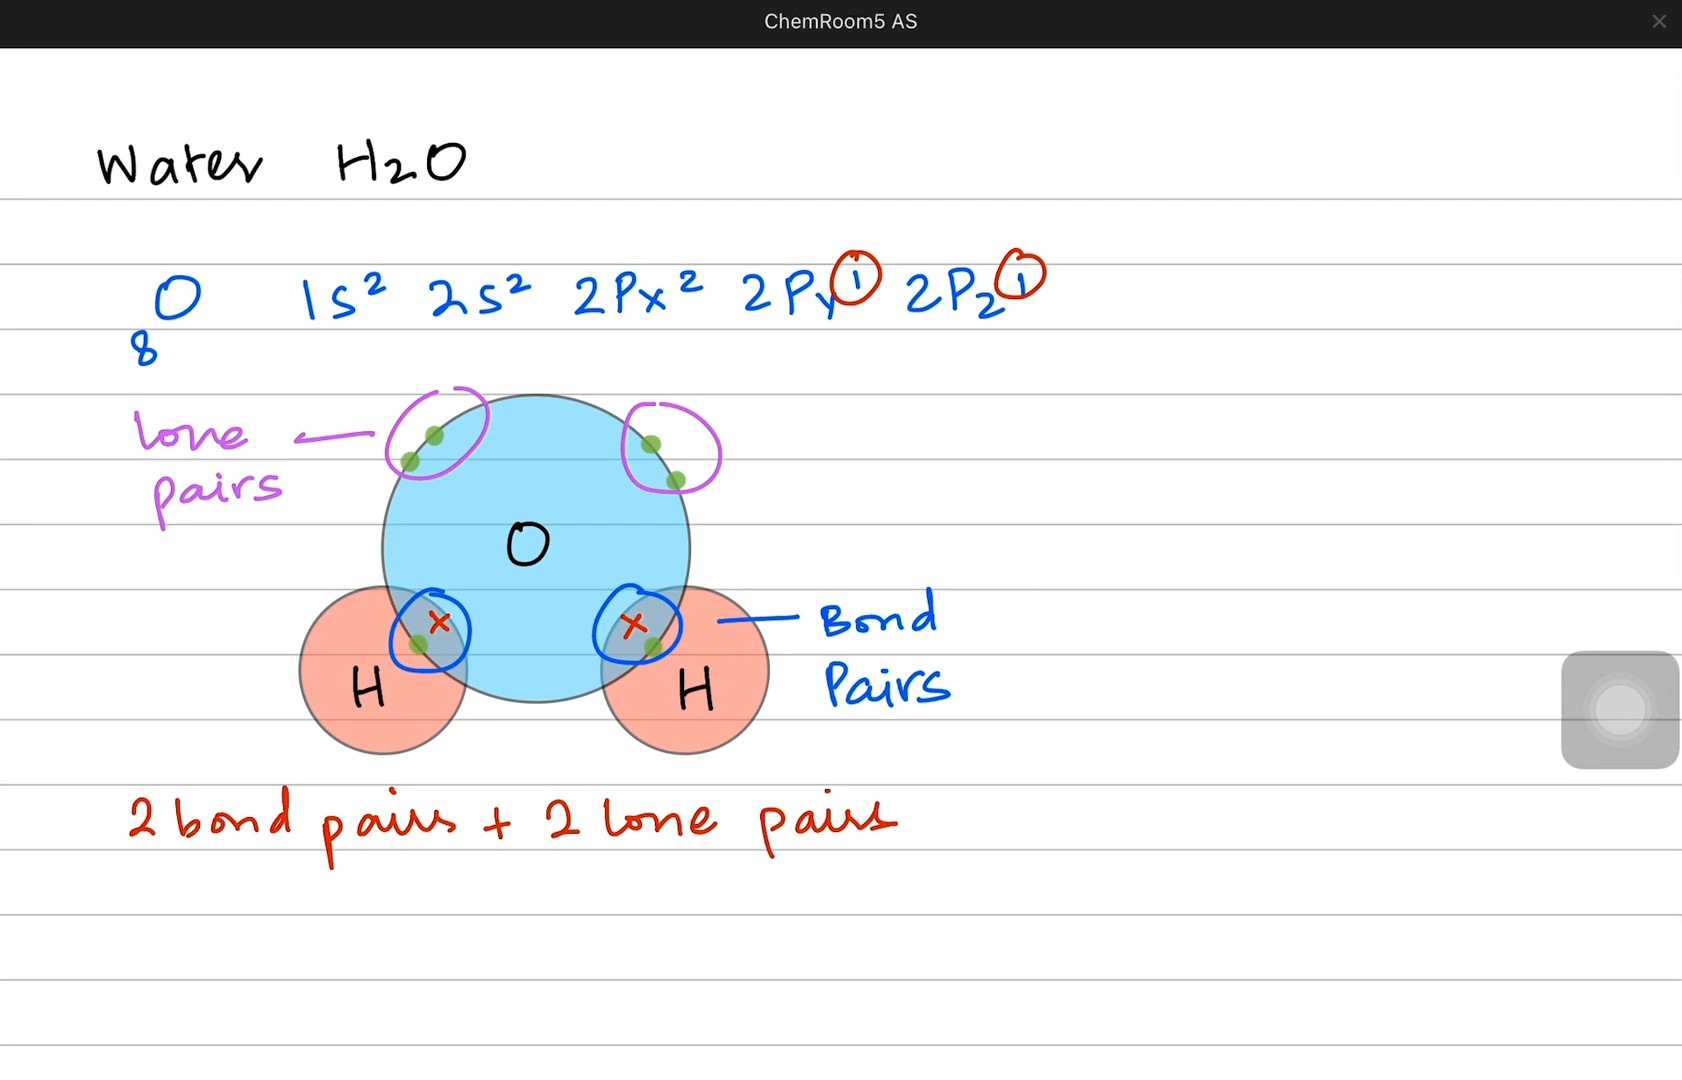 ChemRoom5 AS
Water H₂O
O 1s² 2s² 2Px² 2Py¹ 2Pz¹
8
lone
pairs
O
x x
Bond
Pairs
H H
2 bond pairs + 2 lone pairs